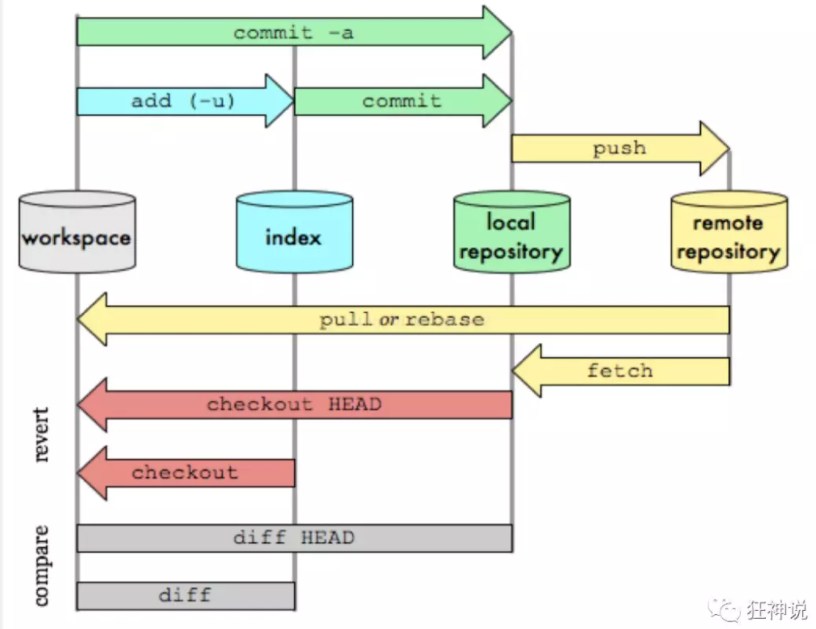 commit -a
add (-u)
commit
push
workspace
index
local
repository
remote
repository
pull or rebase
fetch
checkout HEAD
revert
checkout
diff HEAD
compare
diff
狂神说